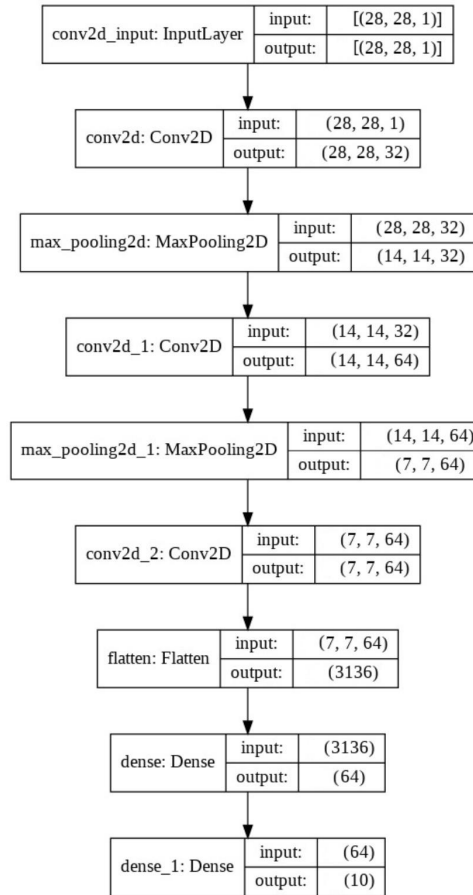 conv2d_input: InputLayer
input: [(28, 28, 1)]
output: [(28, 28, 1)]
conv2d: Conv2D
input: (28, 28, 1)
output: (28, 28, 32)
max_pooling2d: MaxPooling2D
input: (28, 28, 32)
output: (14, 14, 32)
conv2d_1: Conv2D
input: (14, 14, 32)
output: (14, 14, 64)
max_pooling2d_1: MaxPooling2D
input: (14, 14, 64)
output: (7, 7, 64)
conv2d_2: Conv2D
input: (7, 7, 64)
output: (7, 7, 64)
flatten: Flatten
input: (7, 7, 64)
output: (3136)
dense: Dense
input: (3136)
output: (64)
dense_1: Dense
input: (64)
output: (10)